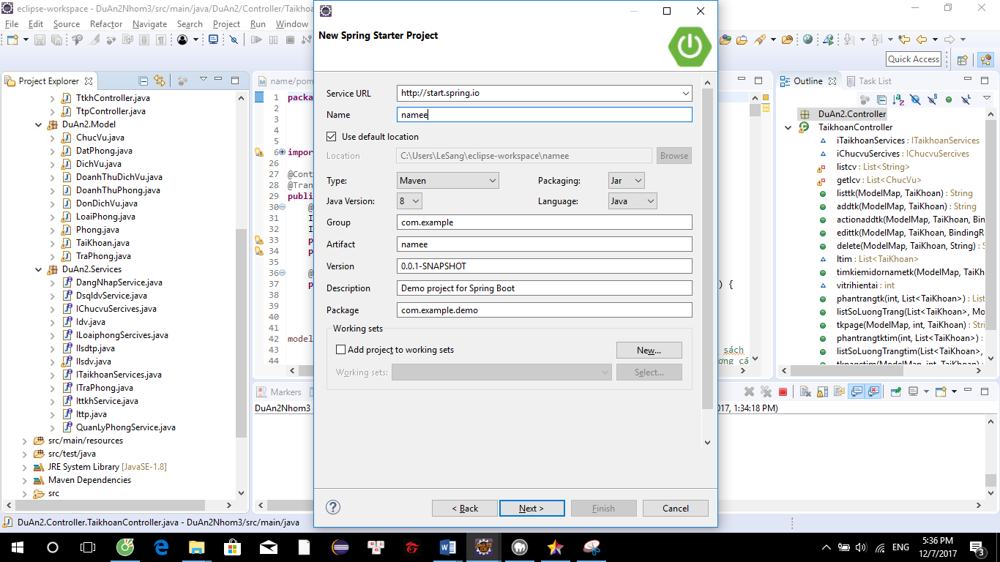 eclipse-workspace - DuAn2Nhom3/src/main/java/DuAn2/Controller/Taikhoan
File Edit Source Refactor Navigate Search Project Run Window
Quick Access
Project Explorer
TtkhController.java
TtpController.java
DuAn2.Model
ChucVu.java
DatPhong.java
DichVu.java
DoanhThuDichVu.java
DoanhThuPhong.java
DonDichVu.java
LoaiPhong.java
Phong.java
TaiKhoan.java
TraPhong.java
DuAn2.Services
DangNhapService.java
DsqldvService.java
IChucvuSercives.java
Idv.java
ILoaiphongSercives.java
Ilsdtp.java
Ilsdv.java
ITaikhoanServices.java
ITraPhong.java
IttkhService.java
Ittp.java
QuanLyPhongService.java
src/main/resources
src/test/java
JRE System Library [JavaSE-1.8]
Maven Dependencies
src
name/pom
1 packa
2
3
4
5
6 impor
26
27 @Cont
28 @Tran
29 publi
30 @
31 I
32 I
33 p
34 p
35
36 @
37 p
) {
38
39
40
41
42 model
43
sách
44
Markers
DuAn2Nhom3
2017, 1:34:18 PM)
New Spring Starter Project
Service URL http://start.spring.io
Name namee
Use default location
Location C:\Users\LeSang\eclipse-workspace\namee Browse
Type: Maven Packaging: Jar
Java Version: 8 Language: Java
Group com.example
Artifact namee
Version 0.0.1-SNAPSHOT
Description Demo project for Spring Boot
Package com.example.demo
Working sets
Add project to working sets New...
Working sets: Select...
? < Back Next > Finish Cancel
Outline Task List
DuAn2.Controller
TaikhoanController
iTaikhoanServices : ITaikhoanServices
iChucvuSercives : IChucvuSercives
listcv : List<String>
getlcv : List<ChucVu>
listtk(ModelMap, TaiKhoan) : String
addtk(ModelMap, TaiKhoan) : String
actionaddtk(ModelMap, TaiKhoan, Bin
edittk(ModelMap, TaiKhoan, BindingRe
delete(ModelMap, TaiKhoan, String) : S
ltim : List<TaiKhoan>
timkiemidornametk(ModelMap, TaiKh
vitrihientai : int
phantrangtk(int, List<TaiKhoan>) : List
listSoLuongTrang(List<TaiKhoan>, Mo
tkpage(ModelMap, int, TaiKhoan) : Str
phantrangktim(int, List<TaiKhoan>) :
listSoLuongTrangtim(List<TaiKhoan>,
tkpagetim(ModelMap, int, TaiKhoan) :
DuAn2.Controller.TaikhoanController.java - DuAn2Nhom3/src/main/java
ENG
5:36 PM
12/7/2017
3